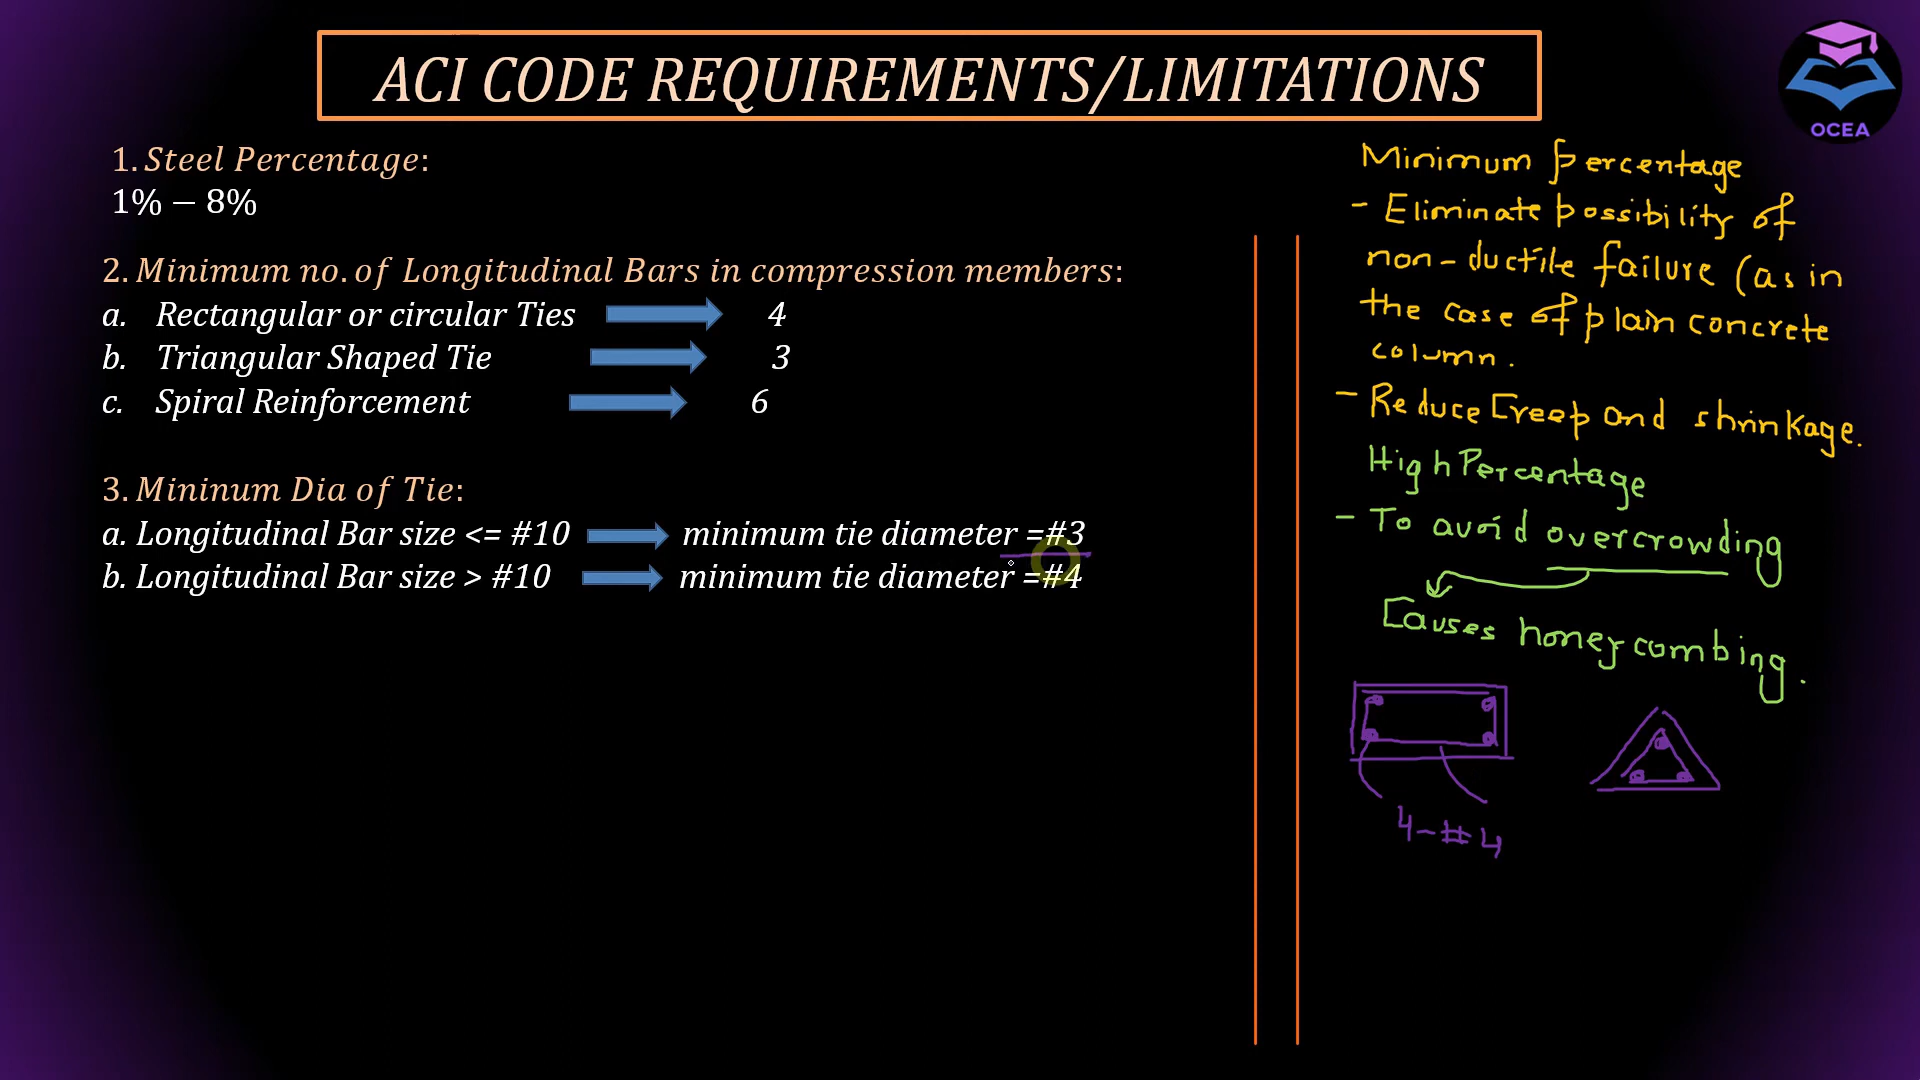 ACI CODE REQUIREMENTS/LIMITATIONS
OCEA
1. Steel Percentage:
1% – 8%
2. Minimum no. of Longitudinal Bars in compression members:
a. Rectangular or circular Ties 4
b. Triangular Shaped Tie 3
c. Spiral Reinforcement 6
3. Mininum Dia of Tie:
a. Longitudinal Bar size <= #10 minimum tie diameter =#3
b. Longitudinal Bar size > #10 minimum tie diameter =#4
Minimum percentage
- Eliminate possibility of
non-ductile failure (as in
the case of plain concrete
column.
- Reduce Creep and shrinkage.
High Percentage
- To avoid overcrowding
Causes honeycombing.
4-#4